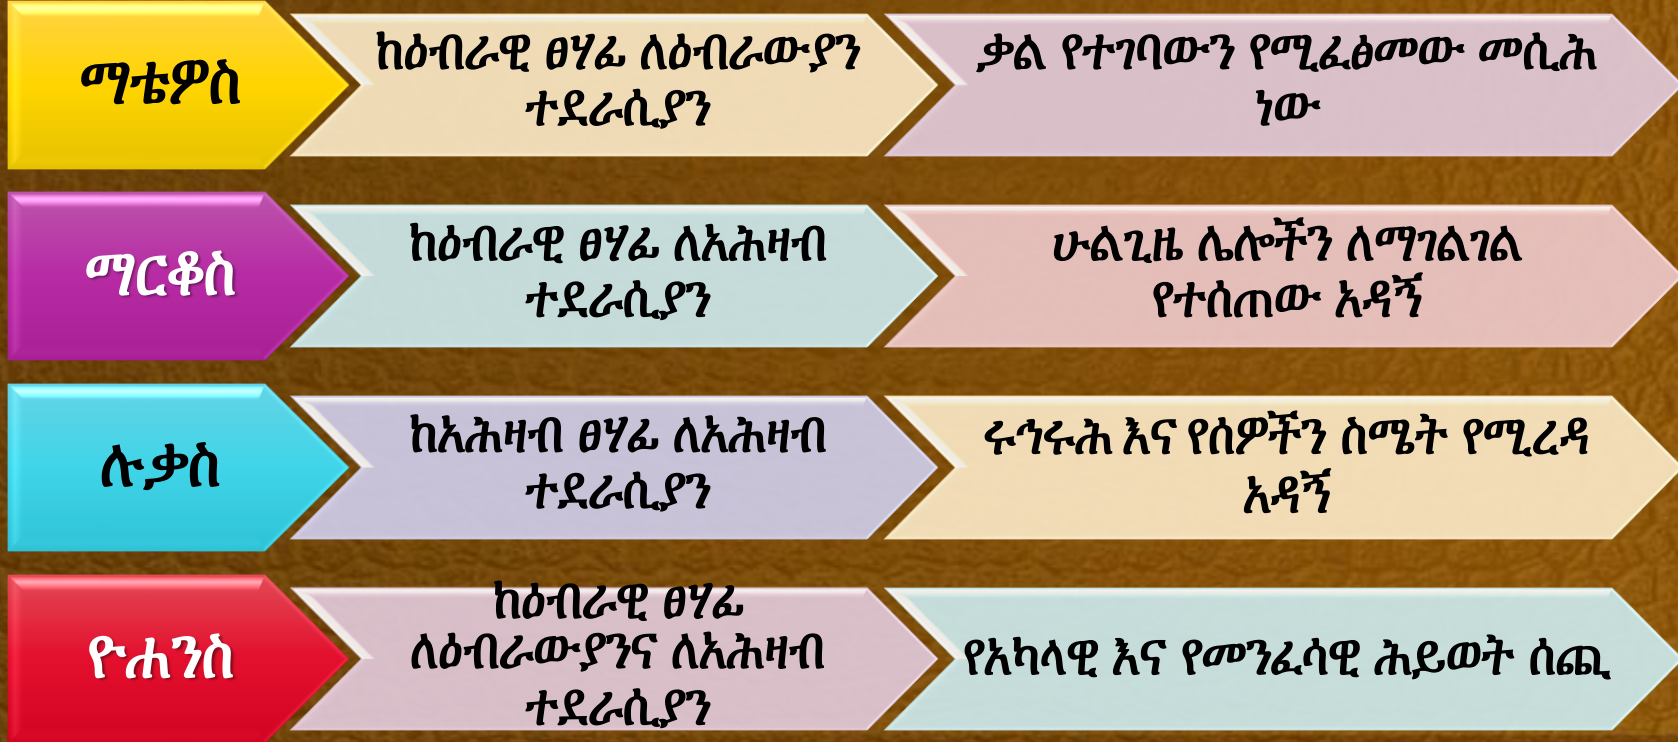 ማቴዎስ
ከዕብራዊ ፀሃፊ ለዕብራውያን
ተደራሲያን
ቃል የተገባውን የሚፈፅመው መሲሕ
ነው
ማርቆስ
ከዕብራዊ ፀሃፊ ለአሕዛብ
ተደራሲያን
ሁልጊዜ ሌሎችን ለማገልገል
የተሰጠው አዳኝ
ሉቃስ
ከአሕዛብ ፀሃፊ ለአሕዛብ
ተደራሲያን
ሩኅሩሕ እና የሰዎችን ስሜት የሚረዳ
አዳኝ
ዮሐንስ
ከዕብራዊ ፀሃፊ
ለዕብራውያንና ለአሕዛብ
ተደራሲያን
የአካላዊ እና የመንፈሳዊ ሕይወት ሰጪ